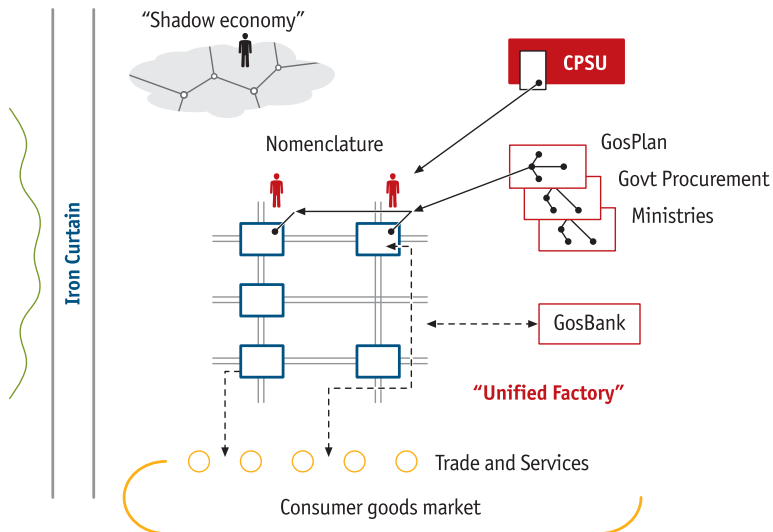 “Shadow economy”
CPSU
Nomenclature
GosPlan
Govt Procurement
Ministries
Iron Curtain
GosBank
“Unified Factory”
Trade and Services
Consumer goods market